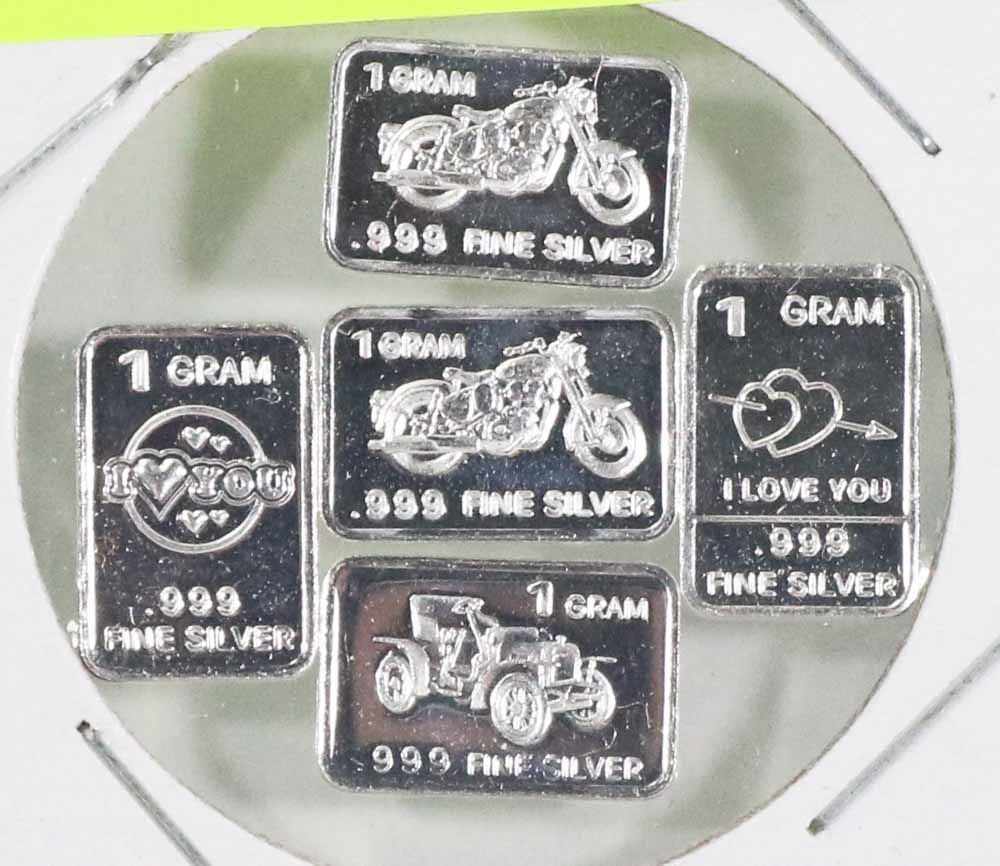 1 GRAM
.999 FINE SILVER
1 GRAM
I ♥ YOU
.999
FINE SILVER
1 GRAM
.999 FINE SILVER
1 GRAM
I LOVE YOU
.999
FINE SILVER
1 GRAM
.999 FINE SILVER